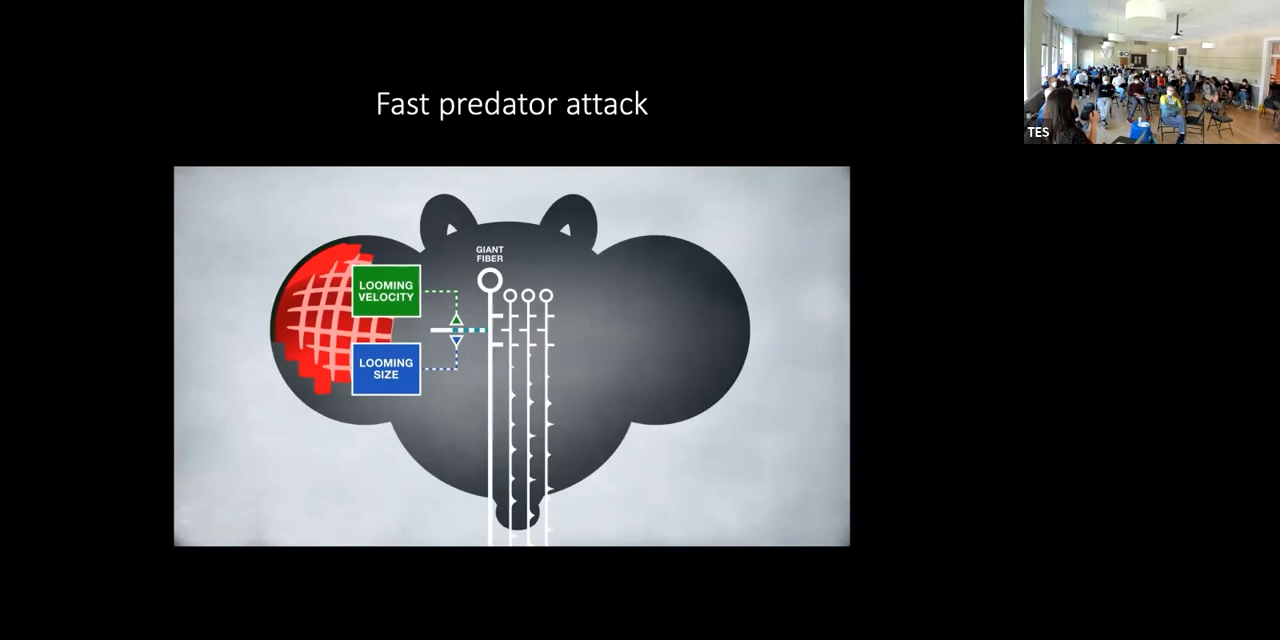 Fast predator attack
TES
GIANT
FIBER
LOOMING
VELOCITY
LOOMING
SIZE